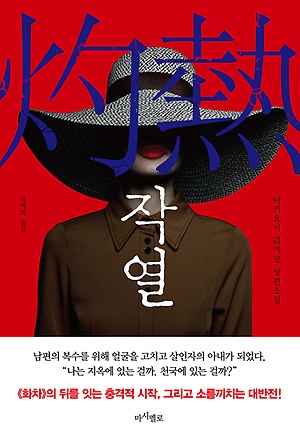 灼熱
작열
아키요시 리카코 장편소설
김현화 옮김
남편의 복수를 위해 얼굴을 고치고 살인자의 아내가 되었다.
“나는 지옥에 있는 걸까, 천국에 있는 걸까?”
《화차》의 뒤를 잇는 충격적 시작, 그리고 소름끼치는 대반전!
마시멜로